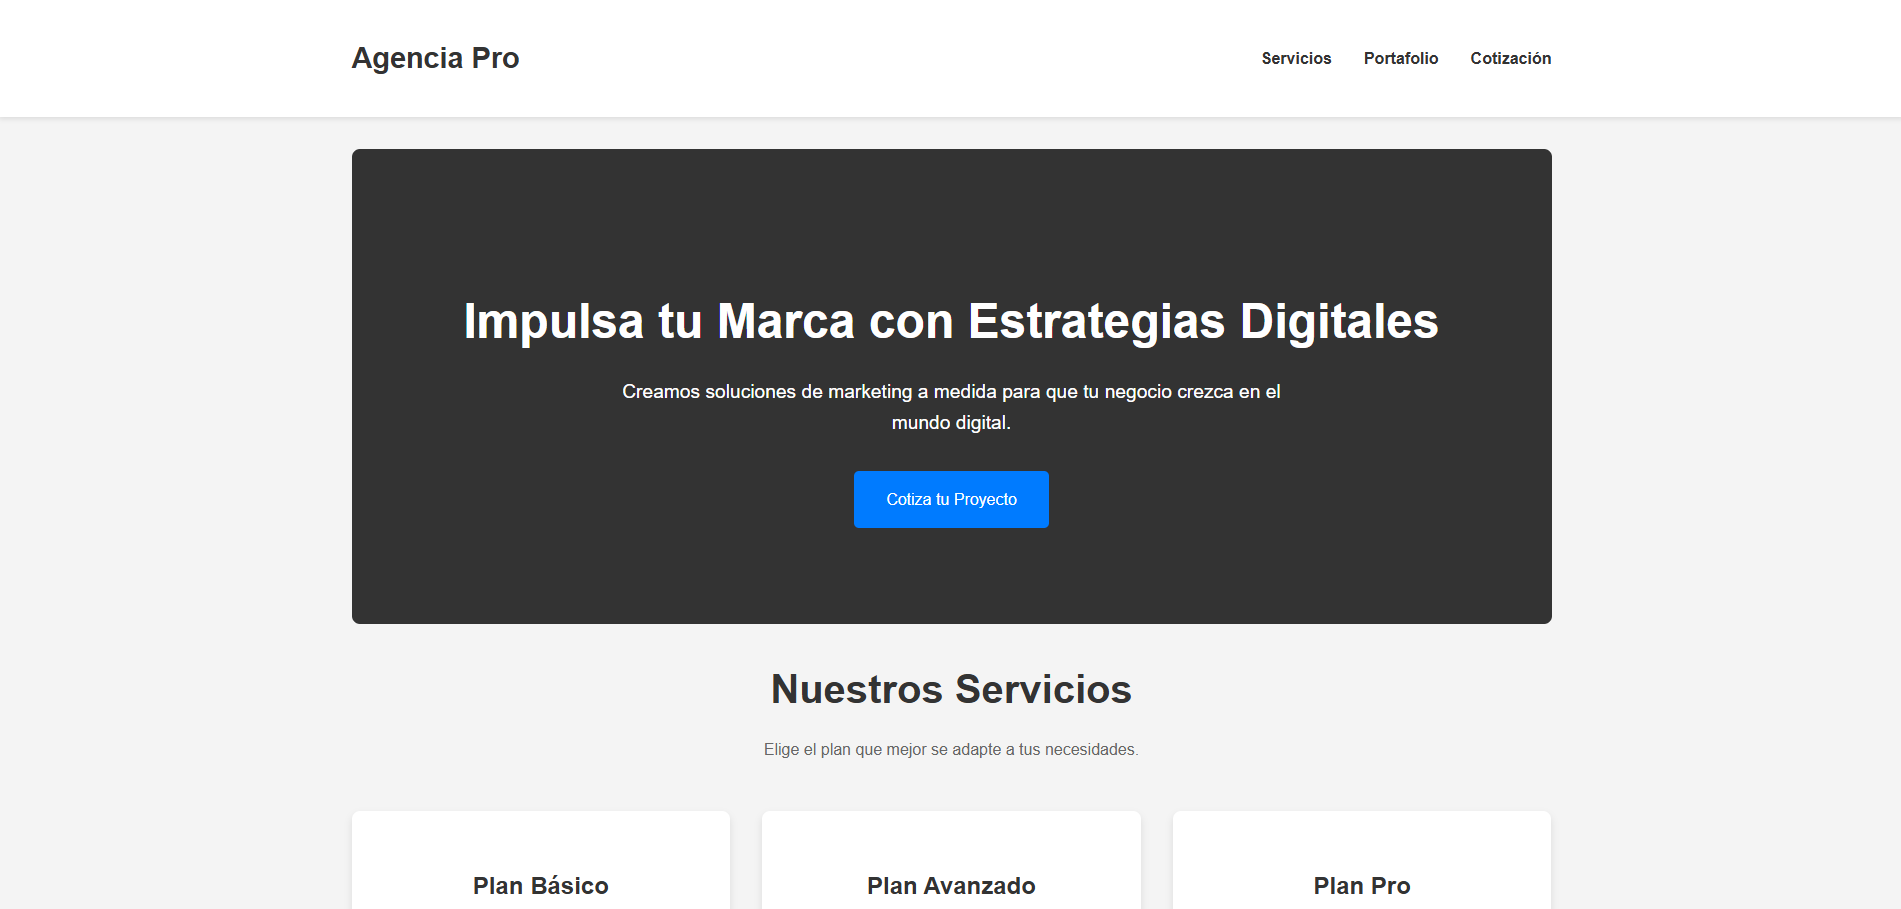 Agencia Pro
Servicios Portafolio Cotización
Impulsa tu Marca con Estrategias Digitales
Creamos soluciones de marketing a medida para que tu negocio crezca en el
mundo digital.
Cotiza tu Proyecto
Nuestros Servicios
Elige el plan que mejor se adapte a tus necesidades.
Plan Básico
Plan Avanzado
Plan Pro